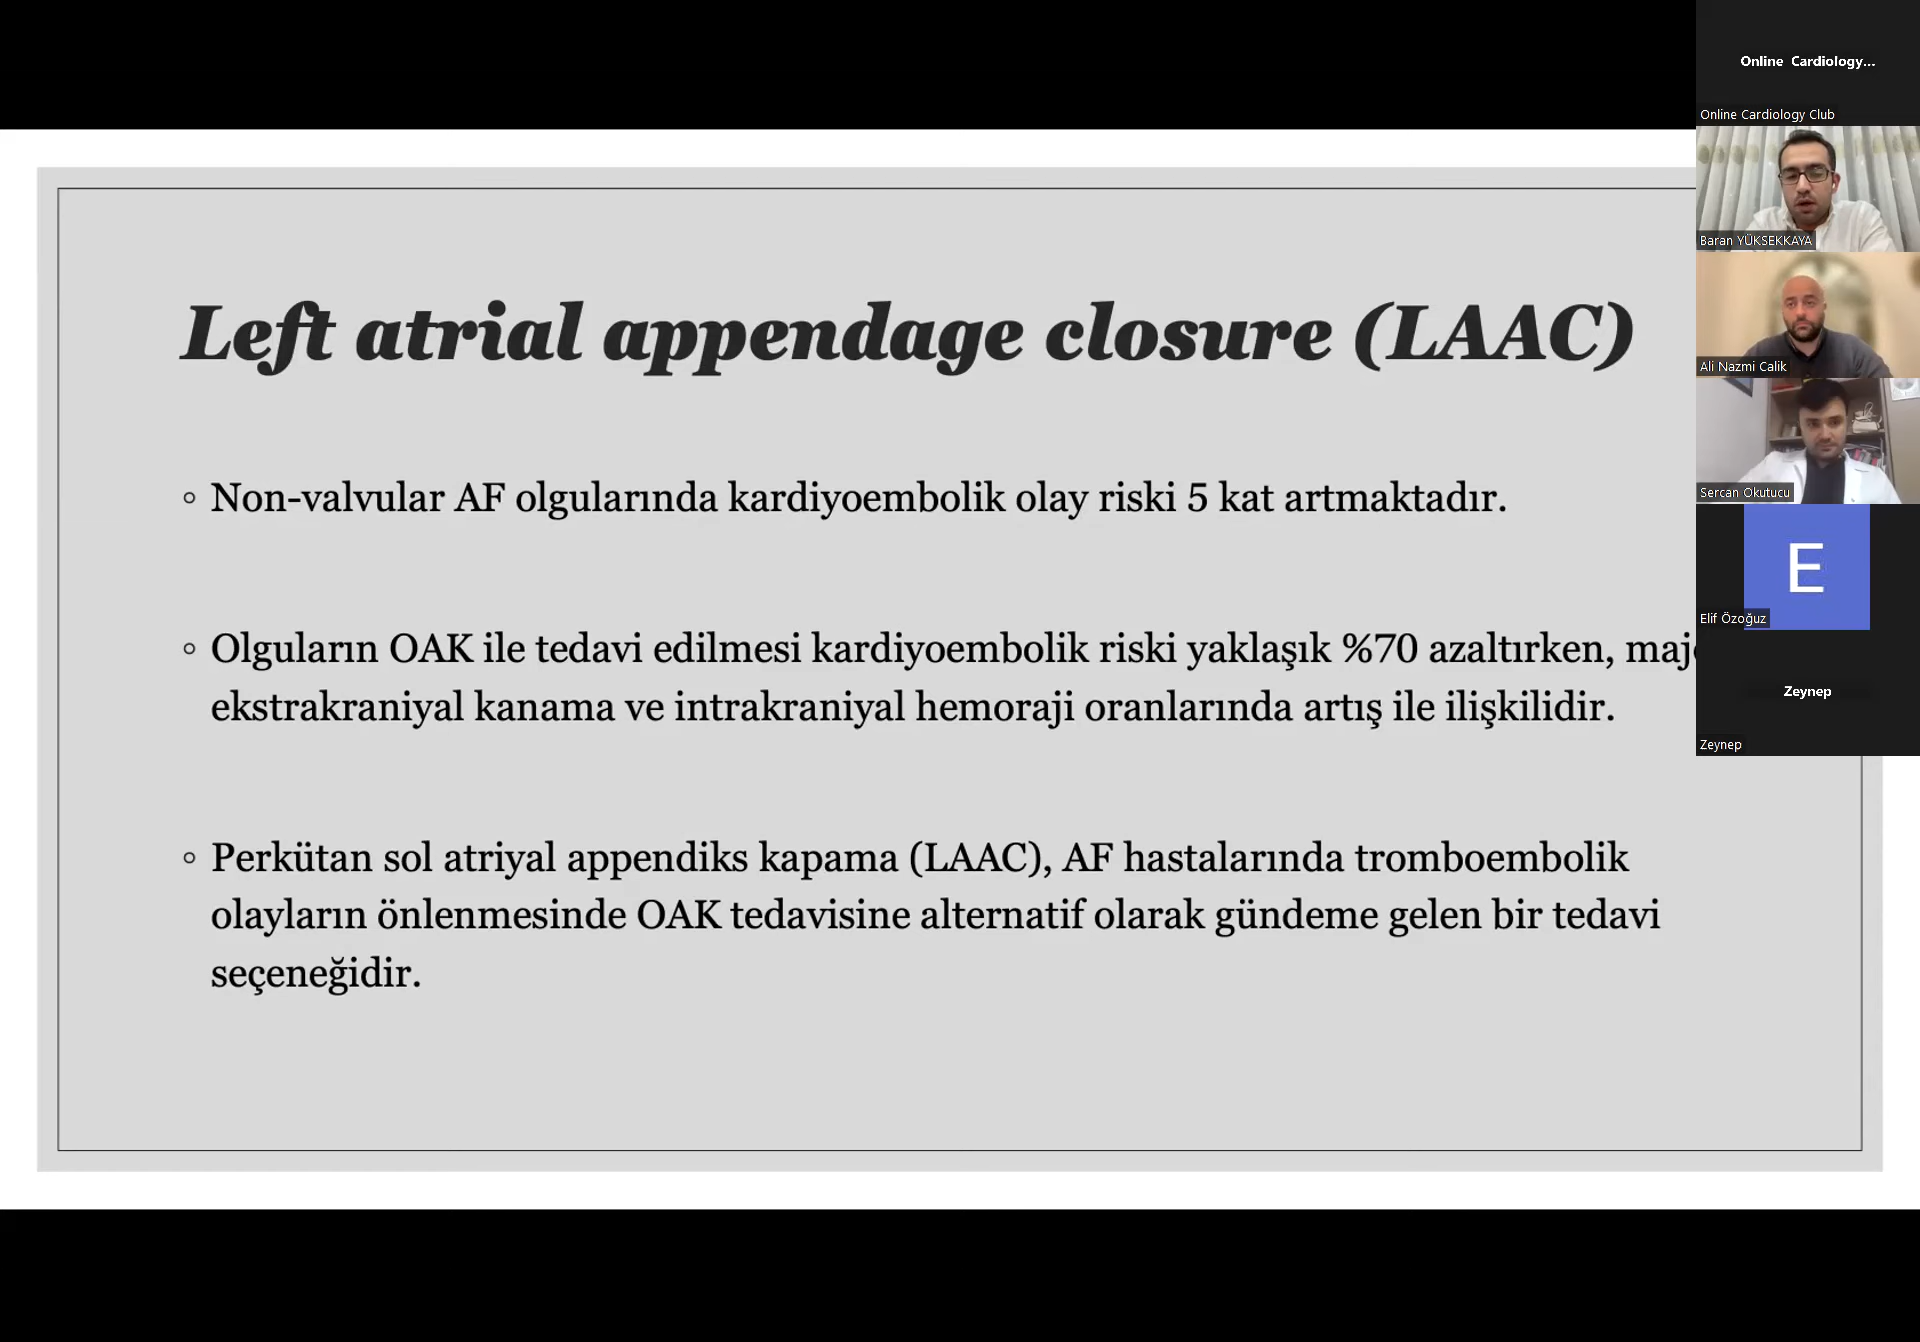 Left atrial appendage closure (LAAC)
◦ Non-valvular AF olgularında kardiyoembolik olay riski 5 kat artmaktadır.
◦ Olguların OAK ile tedavi edilmesi kardiyoembolik riski yaklaşık %70 azaltırken,
ekstrakraniyal kanama ve intrakraniyal hemoraji oranlarında artış ile ilişkilidir.
◦ Perkütan sol atriyal appendiks kapama (LAAC), AF hastalarında tromboembolik
olayların önlenmesinde OAK tedavisine alternatif olarak gündeme gelen bir tedavi
seçeneğidir.
Online Cardiology...
Online Cardiology Club
Baran YÜKSEKKAYA
Ali Nazmi Calik
Sercan Okutucu
E
Elif Özoğuz
Zeynep
Zeynep